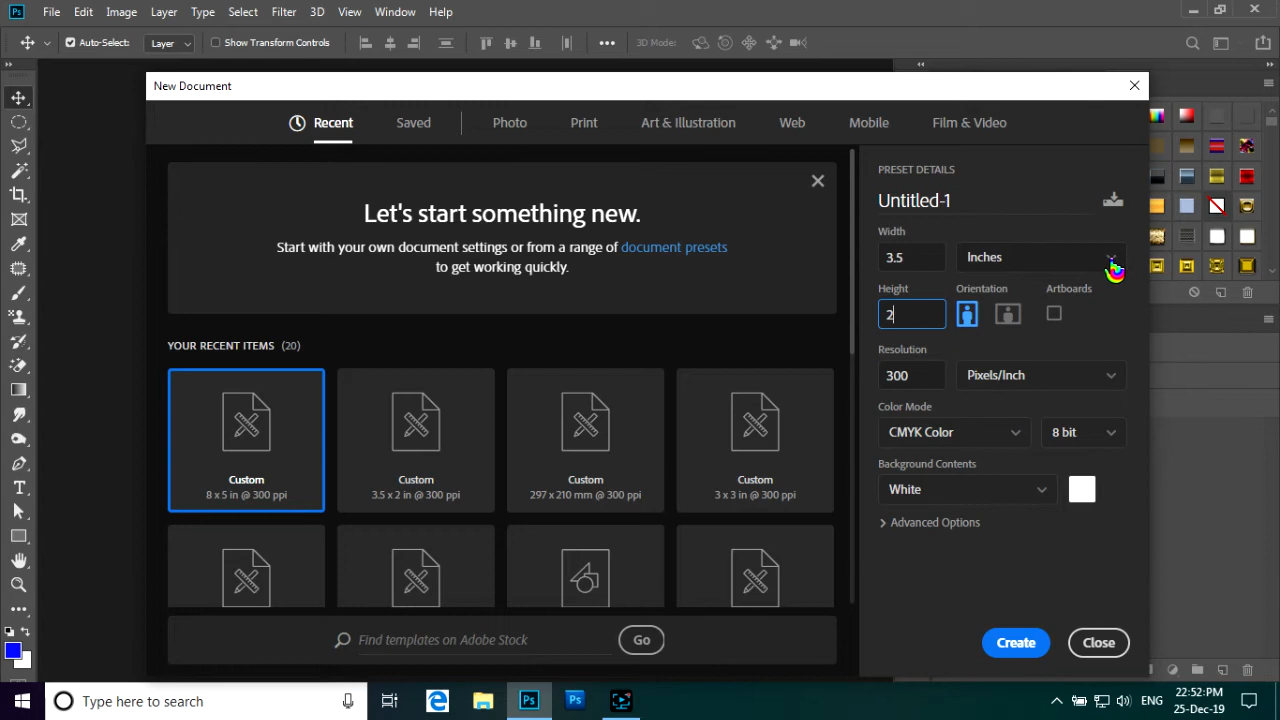 Ps File Edit Image Layer Type Select Filter 3D View Window Help
Auto-Select: Layer Show Transform Controls 3D Mode:
New Document
Recent Saved Photo Print Art & Illustration Web Mobile Film & Video
Let's start something new.
Start with your own document settings or from a range of document presets
to get working quickly.
YOUR RECENT ITEMS (20)
Custom
8 x 5 in @ 300 ppi
Custom
3.5 x 2 in @ 300 ppi
Custom
297 x 210 mm @ 300 ppi
Custom
3 x 3 in @ 300 ppi
Find templates on Adobe Stock Go
PRESET DETAILS
Untitled-1
Width
3.5 Inches
Height Orientation Artboards
2
Resolution
300 Pixels/Inch
Color Mode
CMYK Color 8 bit
Background Contents
White
Advanced Options
Create Close
Type here to search
Ps Ps
ENG
22:52:PM
25-Dec-19